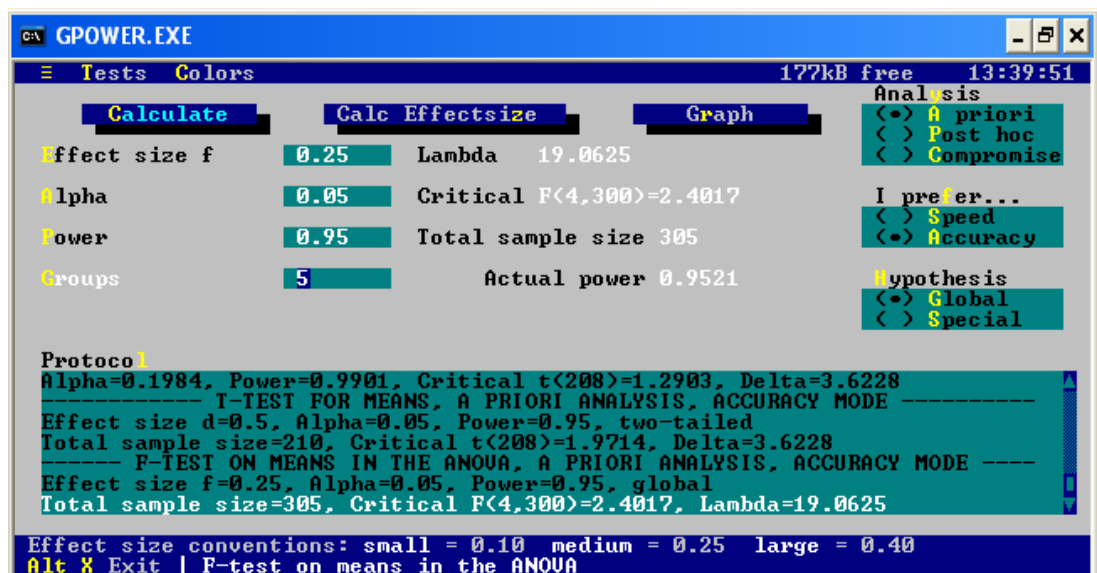 GPOWER.EXE
≡ Tests Colors 177kB free 13:39:51
Calculate Calc Effectsize Graph
Analysis
(•) A priori
( ) Post hoc
( ) Compromise
Effect size f 0.25 Lambda 19.0625
Alpha 0.05 Critical F(4,300)=2.4017
I prefer...
( ) Speed
(•) Accuracy
Power 0.95 Total sample size 305
Groups 5 Actual power 0.9521
Hypothesis
(•) Global
( ) Special
Protocol
Alpha=0.1984, Power=0.9901, Critical t(208)=1.2903, Delta=3.6228
------------ T-TEST FOR MEANS, A PRIORI ANALYSIS, ACCURACY MODE ----------
Effect size d=0.5, Alpha=0.05, Power=0.95, two-tailed
Total sample size=210, Critical t(208)=1.9714, Delta=3.6228
------ F-TEST ON MEANS IN THE ANOVA, A PRIORI ANALYSIS, ACCURACY MODE ----
Effect size f=0.25, Alpha=0.05, Power=0.95, global
Total sample size=305, Critical F(4,300)=2.4017, Lambda=19.0625
Effect size conventions: small = 0.10 medium = 0.25 large = 0.40
Alt X Exit | F-test on means in the ANOVA